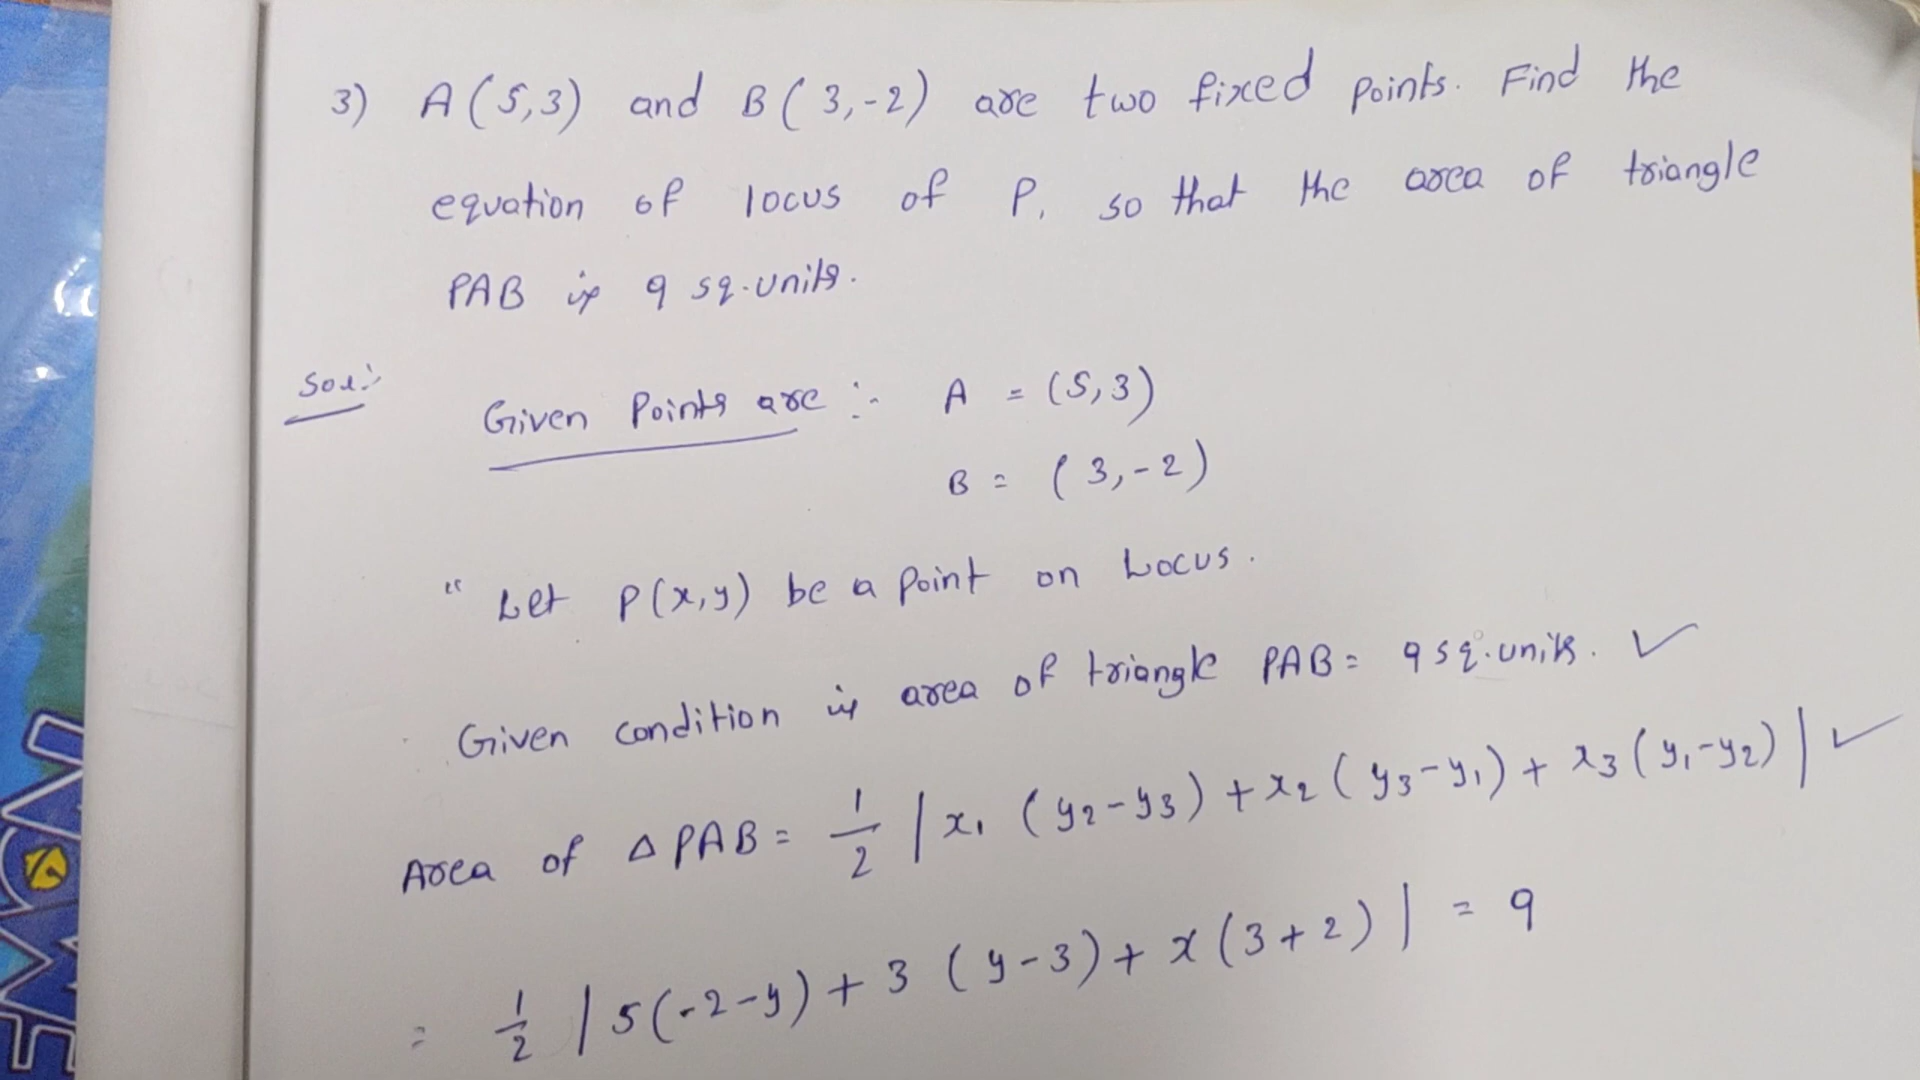 3) A(5,3) and B(3,-2) are two fixed points. Find the
equation of locus of P, so that the area of triangle
PAB is 9 sq.units.
Sol:-
Given Points are :- A = (5,3)
B = (3,-2)
" Let P(x,y) be a point on Locus.
Given condition is area of triangle PAB = 9 sq.units. ✓
Area of △PAB = 1/2 |x₁(y₂-y₃)+x₂(y₃-y₁)+x₃(y₁-y₂)| ✓
= 1/2 |5(-2-y)+3(y-3)+x(3+2)| = 9